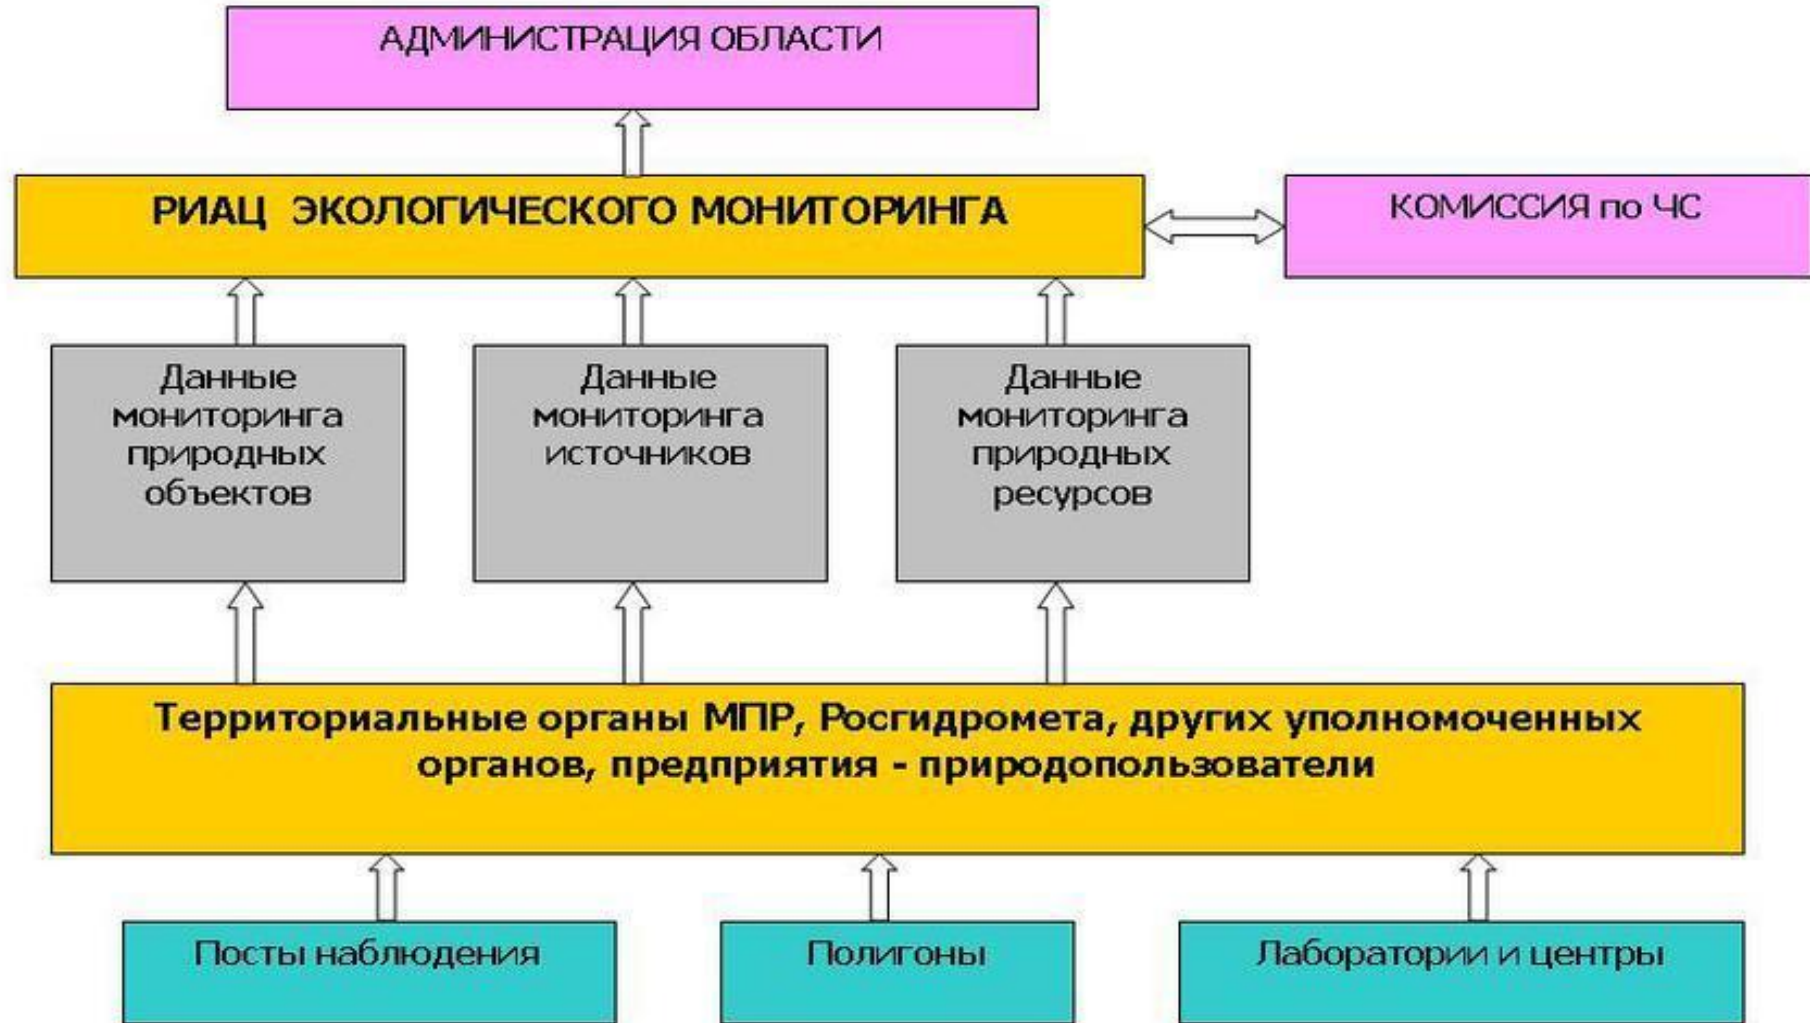 АДМИНИСТРАЦИЯ ОБЛАСТИ
РИАЦ ЭКОЛОГИЧЕСКОГО МОНИТОРИНГА
КОМИССИЯ по ЧС
Данные
мониторинга
природных
объектов
Данные
мониторинга
источников
Данные
мониторинга
природных
ресурсов
Территориальные органы МПР, Росгидромета, других уполномоченных
органов, предприятия - природопользователи
Посты наблюдения
Полигоны
Лаборатории и центры